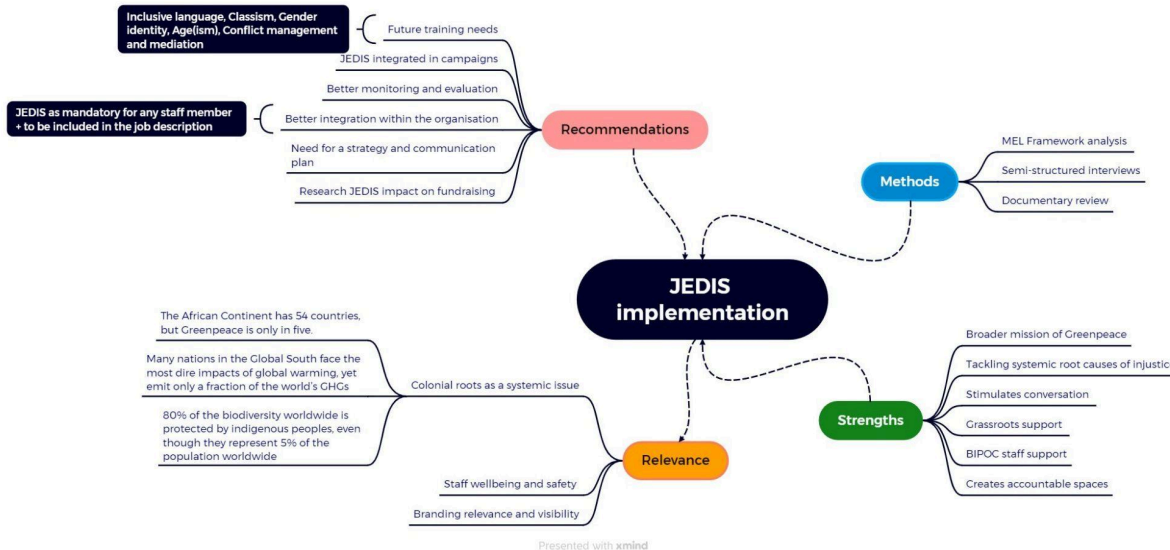 Inclusive language, Classism, Gender
identity, Age(ism), Conflict management
and mediation
Future training needs
JEDIS integrated in campaigns
Better monitoring and evaluation
JEDIS as mandatory for any staff member
+ to be included in the job description
Better integration within the organisation
Need for a strategy and communication
plan
Research JEDIS impact on fundraising
Recommendations
Methods
MEL Framework analysis
Semi-structured interviews
Documentary review
JEDIS
implementation
The African Continent has 54 countries,
but Greenpeace is only in five.
Many nations in the Global South face the
most dire impacts of global warming, yet
emit only a fraction of the world's GHGs
80% of the biodiversity worldwide is
protected by indigenous peoples, even
though they represent 5% of the
population worldwide
Colonial roots as a systemic issue
Staff wellbeing and safety
Branding relevance and visibility
Relevance
Strengths
Broader mission of Greenpeace
Tackling systemic root causes of injustice
Stimulates conversation
Grassroots support
BIPOC staff support
Creates accountable spaces
Presented with xmind